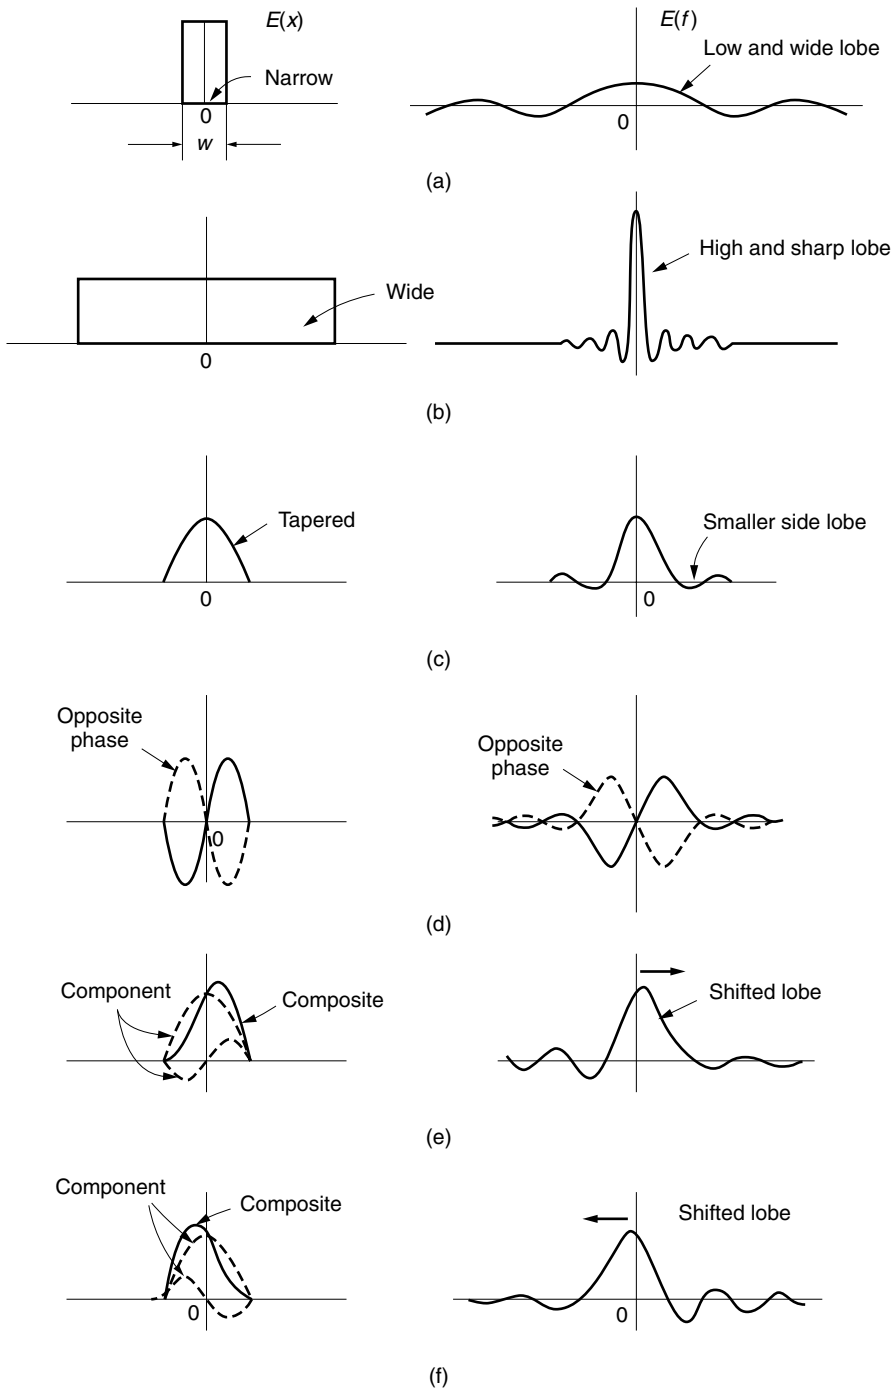 E(x)
E(f)
Low and wide lobe
Narrow
0
0
w
(a)
High and sharp lobe
Wide
0
(b)
Tapered
Smaller side lobe
0
0
(c)
Opposite
phase
Opposite
phase
0
(d)
Component
Composite
Shifted lobe
(e)
Component
Composite
Shifted lobe
0
0
(f)